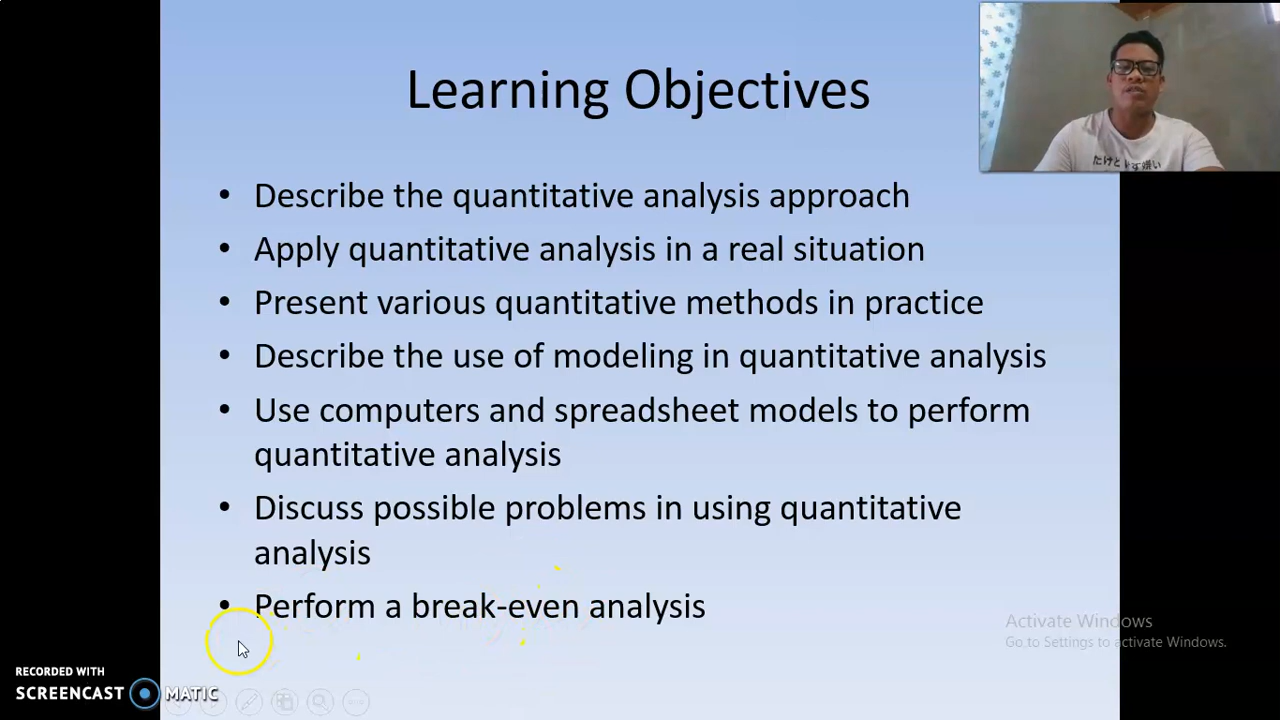 Learning Objectives
• Describe the quantitative analysis approach
• Apply quantitative analysis in a real situation
• Present various quantitative methods in practice
• Describe the use of modeling in quantitative analysis
• Use computers and spreadsheet models to perform
quantitative analysis
• Discuss possible problems in using quantitative
analysis
• Perform a break-even analysis
Activate Windows
Go to Settings to activate Windows.
RECORDED WITH
SCREENCAST MATIC